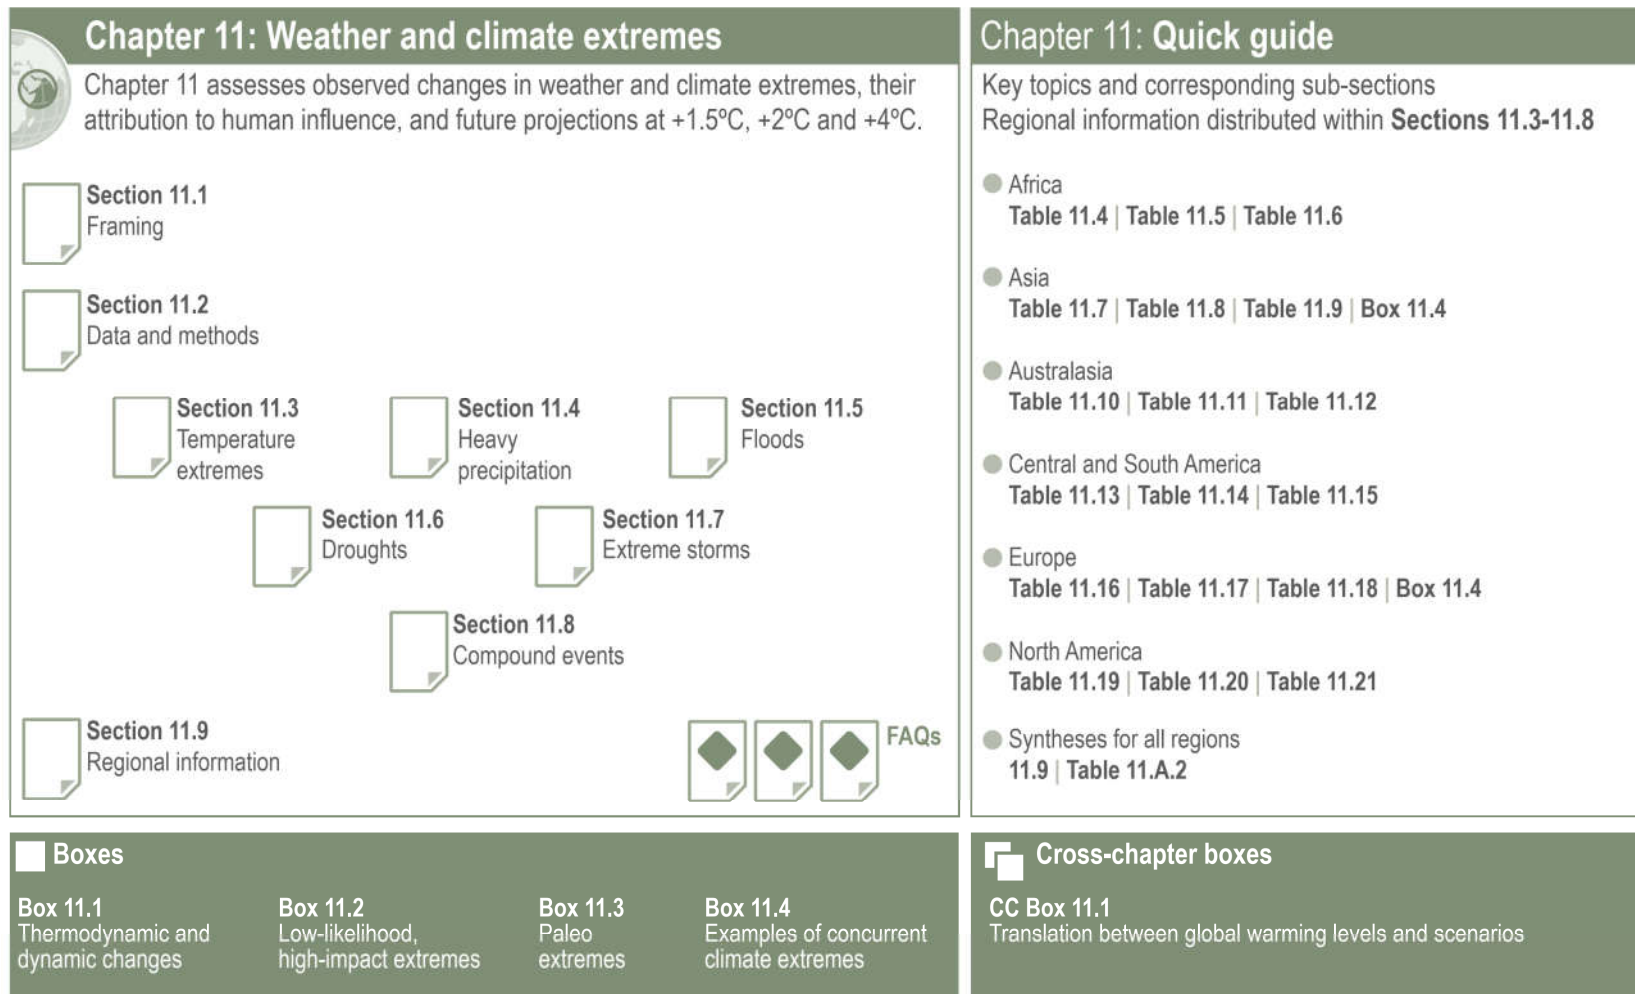 Chapter 11: Weather and climate extremes
Chapter 11 assesses observed changes in weather and climate extremes, their
attribution to human influence, and future projections at +1.5ºC, +2ºC and +4ºC.
Section 11.1
Framing
Section 11.2
Data and methods
Section 11.3
Temperature
extremes
Section 11.4
Heavy
precipitation
Section 11.5
Floods
Section 11.6
Droughts
Section 11.7
Extreme storms
Section 11.8
Compound events
Section 11.9
Regional information
FAQs
Chapter 11: Quick guide
Key topics and corresponding sub-sections
Regional information distributed within Sections 11.3-11.8
Africa
Table 11.4 | Table 11.5 | Table 11.6
Asia
Table 11.7 | Table 11.8 | Table 11.9 | Box 11.4
Australasia
Table 11.10 | Table 11.11 | Table 11.12
Central and South America
Table 11.13 | Table 11.14 | Table 11.15
Europe
Table 11.16 | Table 11.17 | Table 11.18 | Box 11.4
North America
Table 11.19 | Table 11.20 | Table 11.21
Syntheses for all regions
11.9 | Table 11.A.2
Boxes
Box 11.1
Thermodynamic and
dynamic changes
Box 11.2
Low-likelihood,
high-impact extremes
Box 11.3
Paleo
extremes
Box 11.4
Examples of concurrent
climate extremes
Cross-chapter boxes
CC Box 11.1
Translation between global warming levels and scenarios